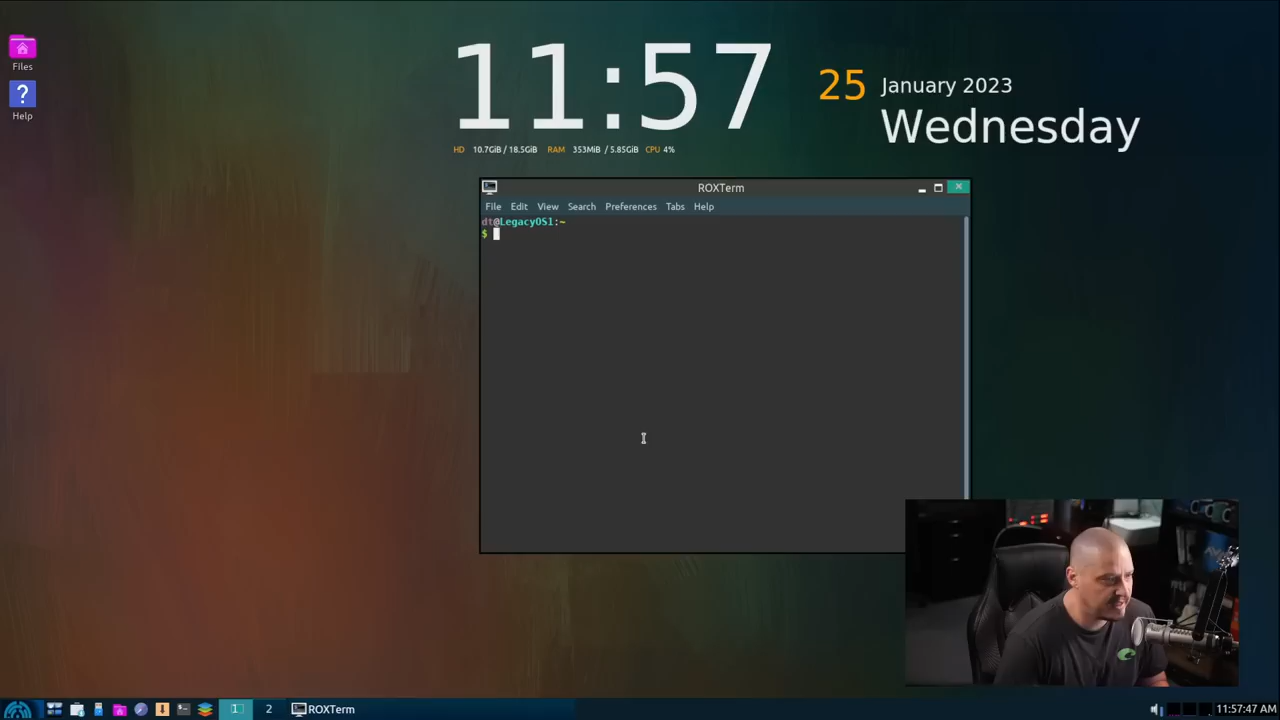 Files
Help
11:57
25 January 2023
Wednesday
HD 10.7GiB / 18.5GiB RAM 353MiB / 5.85GiB CPU 4%
ROXTerm
File Edit View Search Preferences Tabs Help
dt@LegacyOS1:~
$
1 2 ROXTerm 11:57:47 AM